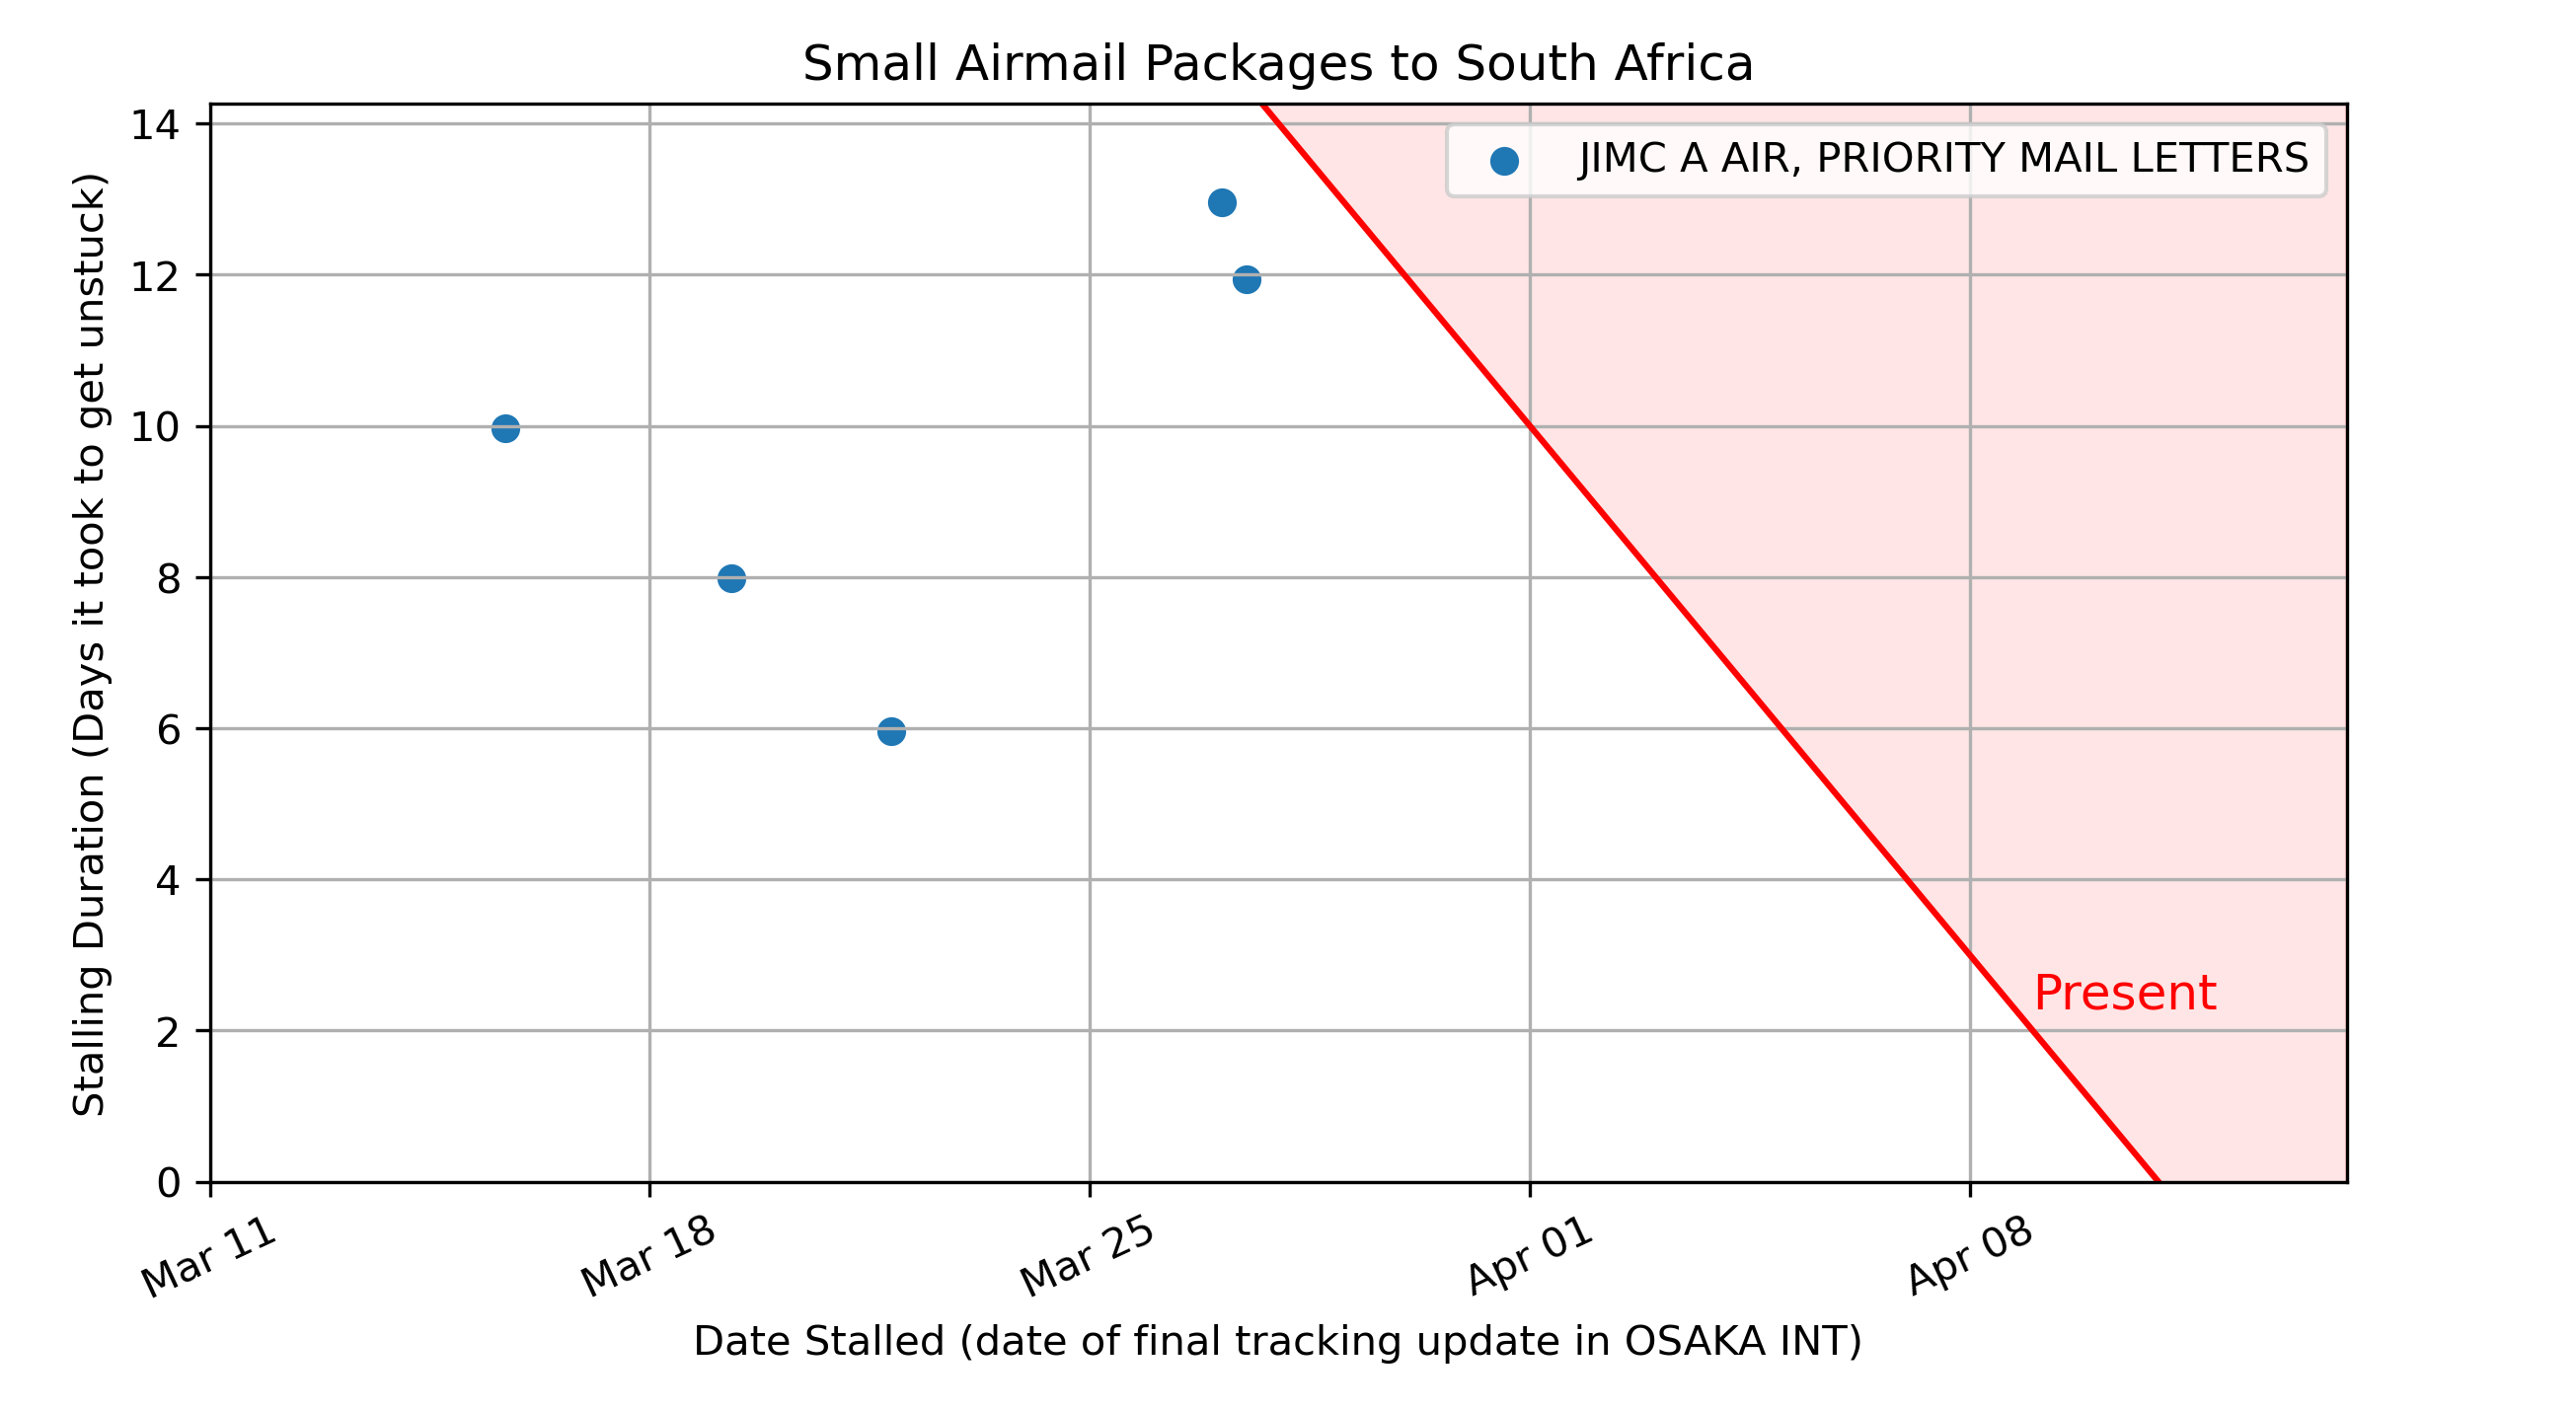 Small Airmail Packages to South Africa
JIMC A AIR, PRIORITY MAIL LETTERS
Stalling Duration (Days it took to get unstuck)
14
12
10
8
6
4
2
0
Present
Mar 11
Mar 18
Mar 25
Apr 01
Apr 08
Date Stalled (date of final tracking update in OSAKA INT)